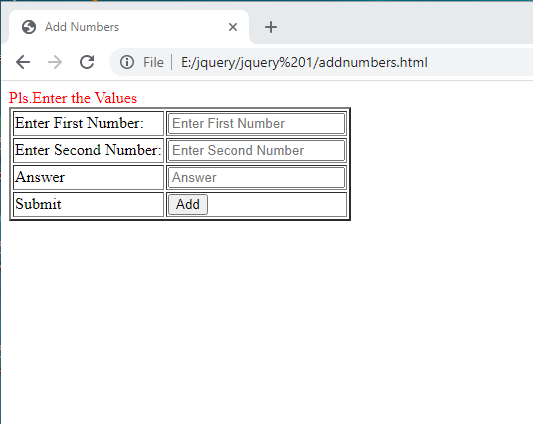 Add Numbers
File | E:/jquery/jquery%201/addnumbers.html
Pls.Enter the Values
Enter First Number: Enter First Number
Enter Second Number: Enter Second Number
Answer Answer
Submit Add